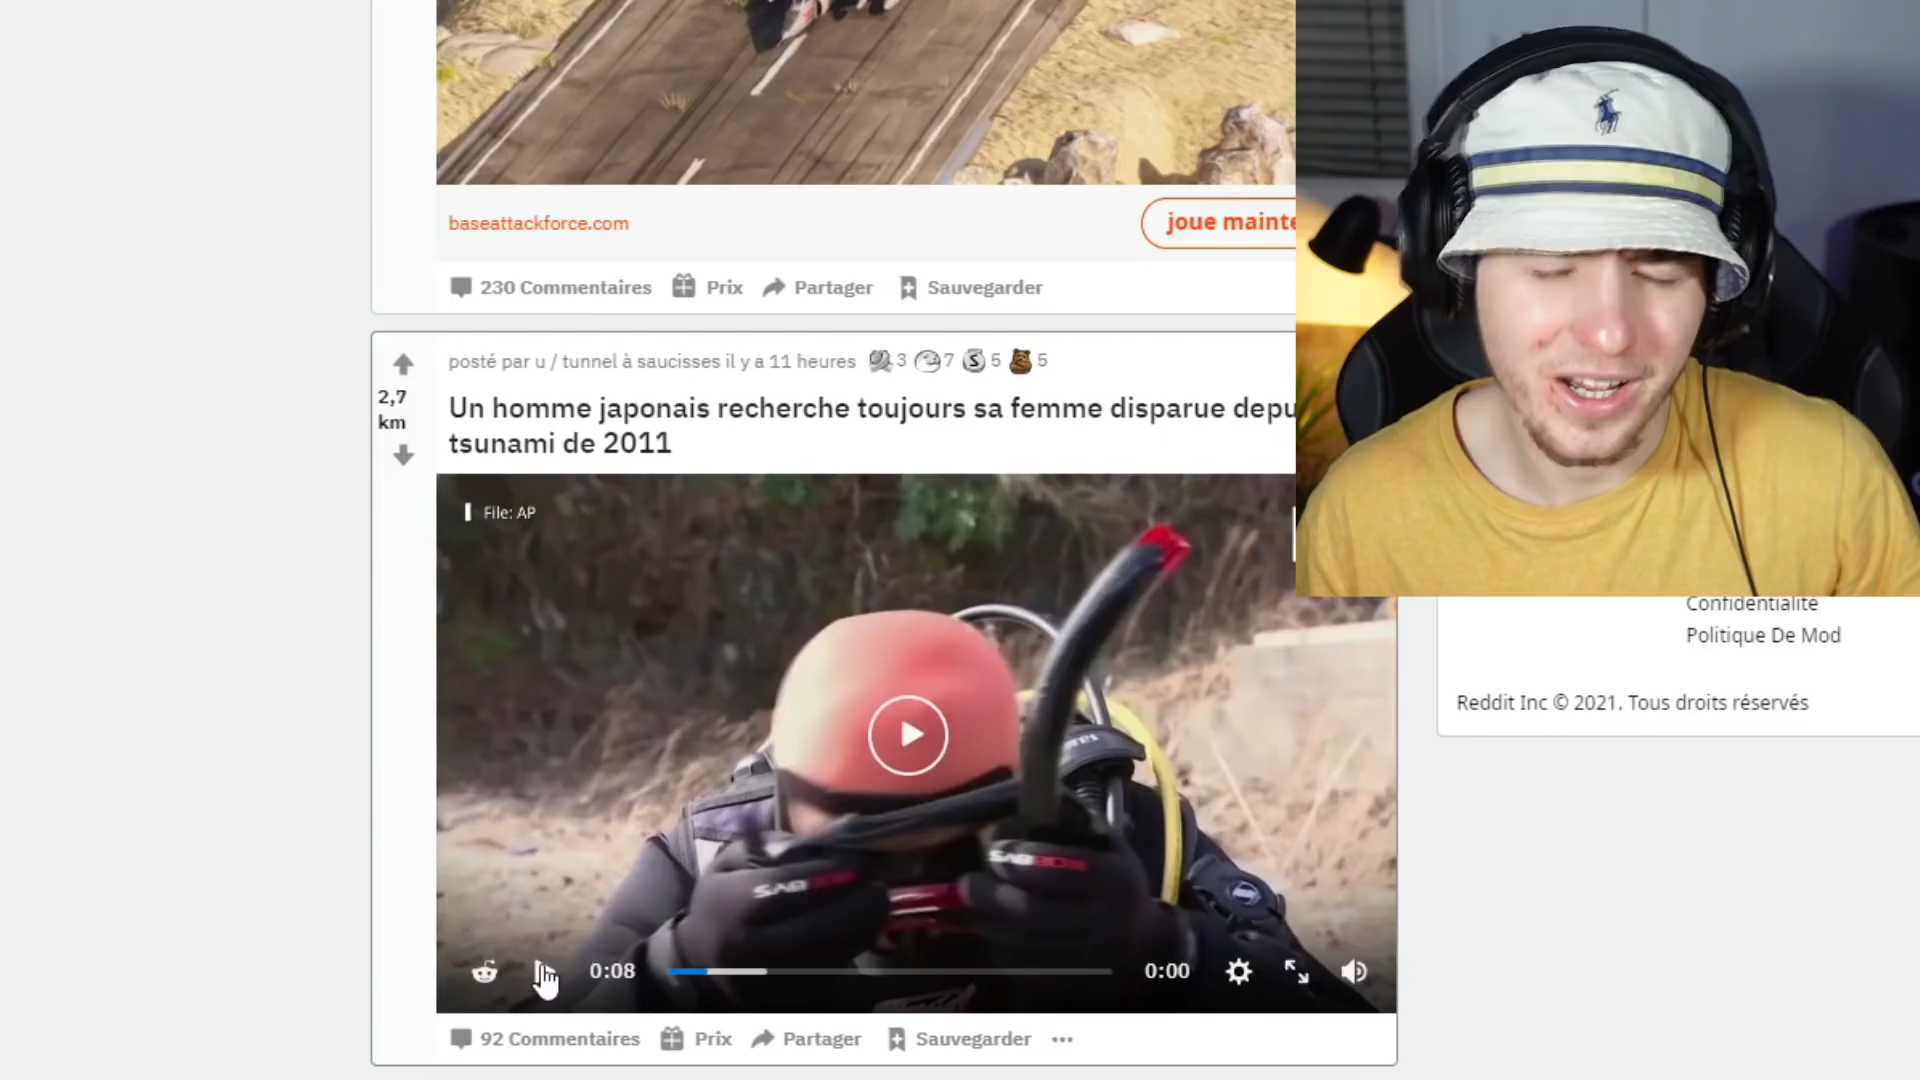 baseattackforce.com
joue mainte
230 Commentaires Prix Partager Sauvegarder
posté par u / tunnel à saucisses il y a 11 heures 3 7 S 5 5
2,7
km
Un homme japonais recherche toujours sa femme disparue depu
tsunami de 2011
File: AP
0:08
0:00
92 Commentaires Prix Partager Sauvegarder ...
Confidentialité
Politique De Mod
Reddit Inc © 2021. Tous droits réservés